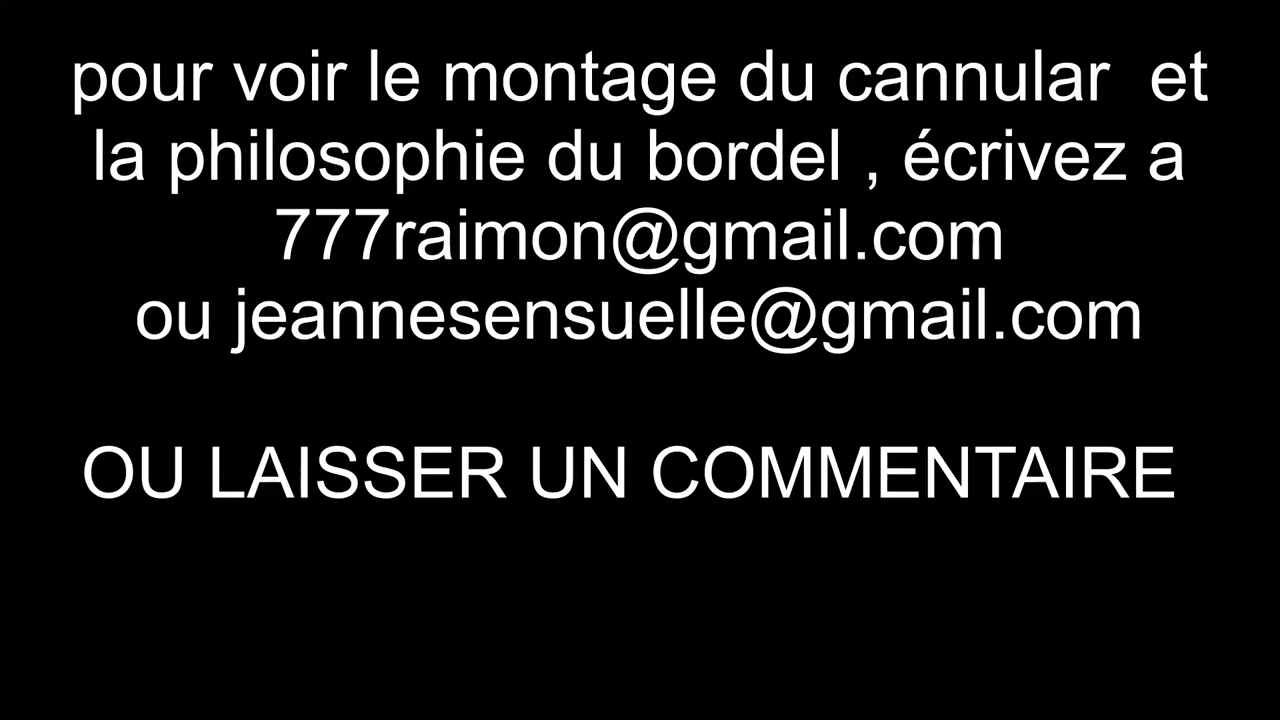 pour voir le montage du cannular et
la philosophie du bordel , écrivez a
777raimon@gmail.com
ou jeannesensuelle@gmail.com
OU LAISSER UN COMMENTAIRE